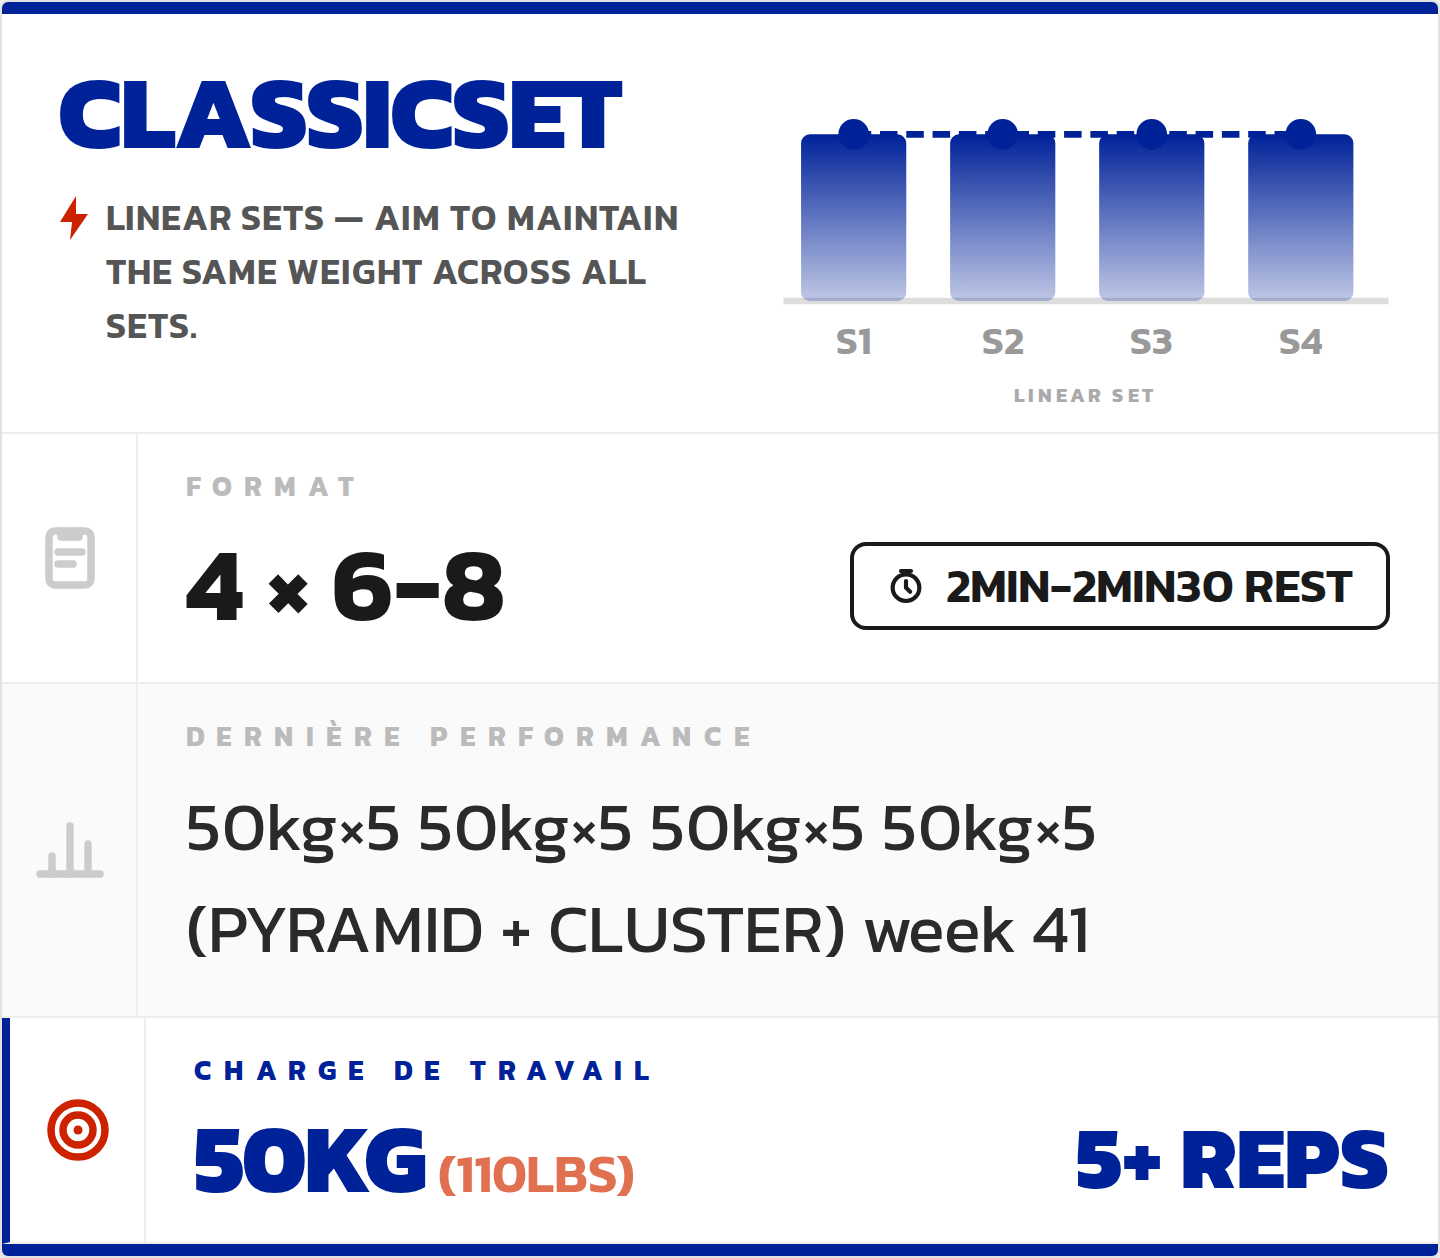 CLASSICSET
LINEAR SETS — AIM TO MAINTAIN
THE SAME WEIGHT ACROSS ALL
SETS.
S1 S2 S3 S4
LINEAR SET
FORMAT
4 × 6–8
2MIN–2MIN30 REST
DERNIÈRE PERFORMANCE
50kg×5 50kg×5 50kg×5 50kg×5
(PYRAMID + CLUSTER) week 41
CHARGE DE TRAVAIL
50KG (110LBS)
5+ REPS